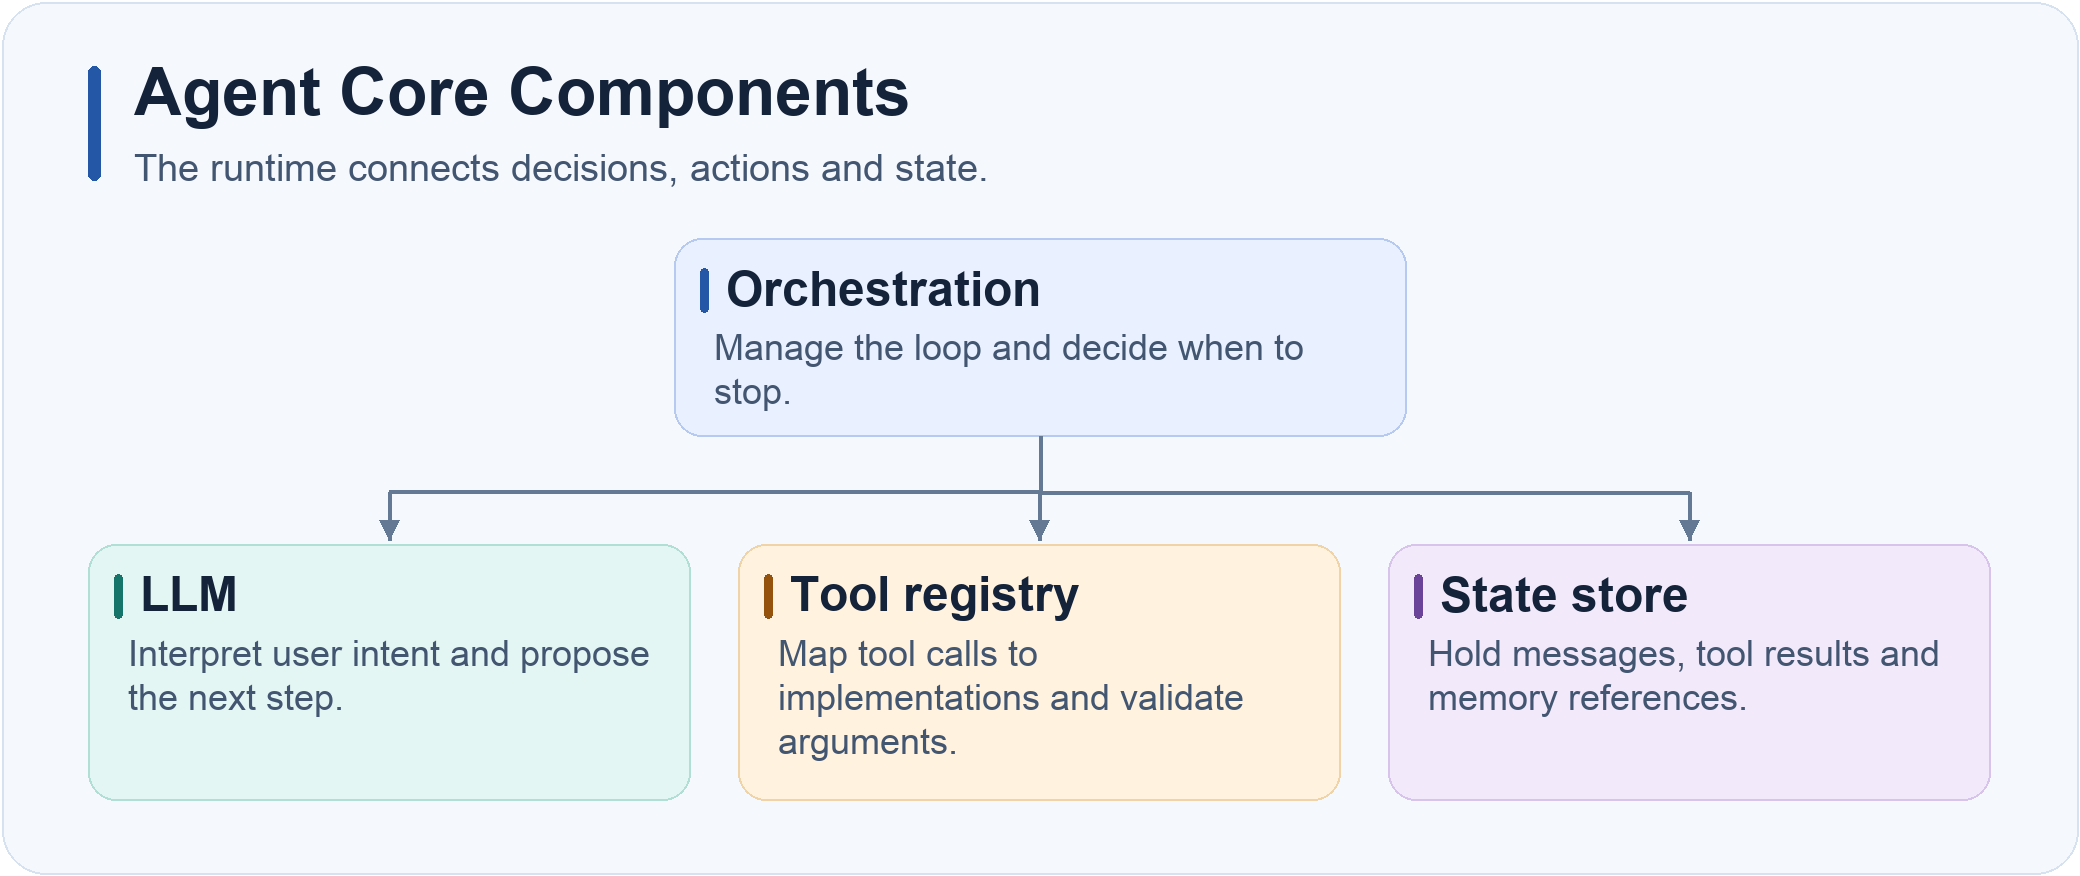 Agent Core Components
The runtime connects decisions, actions and state.
Orchestration
Manage the loop and decide when to
stop.
LLM
Interpret user intent and propose
the next step.
Tool registry
Map tool calls to
implementations and validate
arguments.
State store
Hold messages, tool results and
memory references.